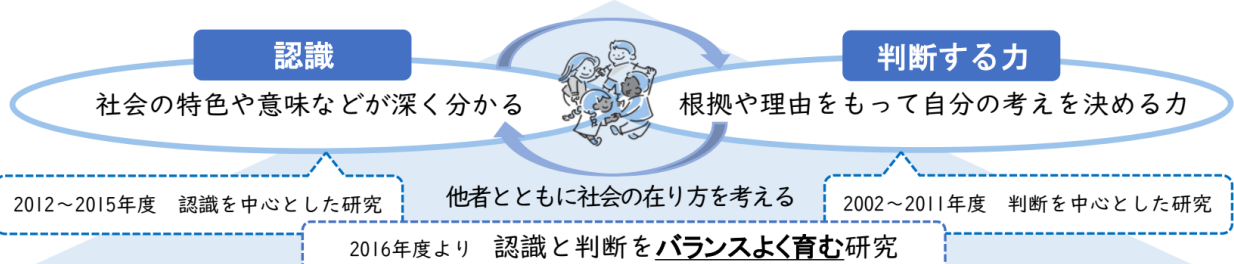 認識
判断する力
社会の特色や意味などが深く分かる
根拠や理由をもって自分の考えを決める力
2012~2015年度　認識を中心とした研究
他者とともに社会の在り方を考える
2002~2011年度　判断を中心とした研究
2016年度より　認識と判断をバランスよく育む研究